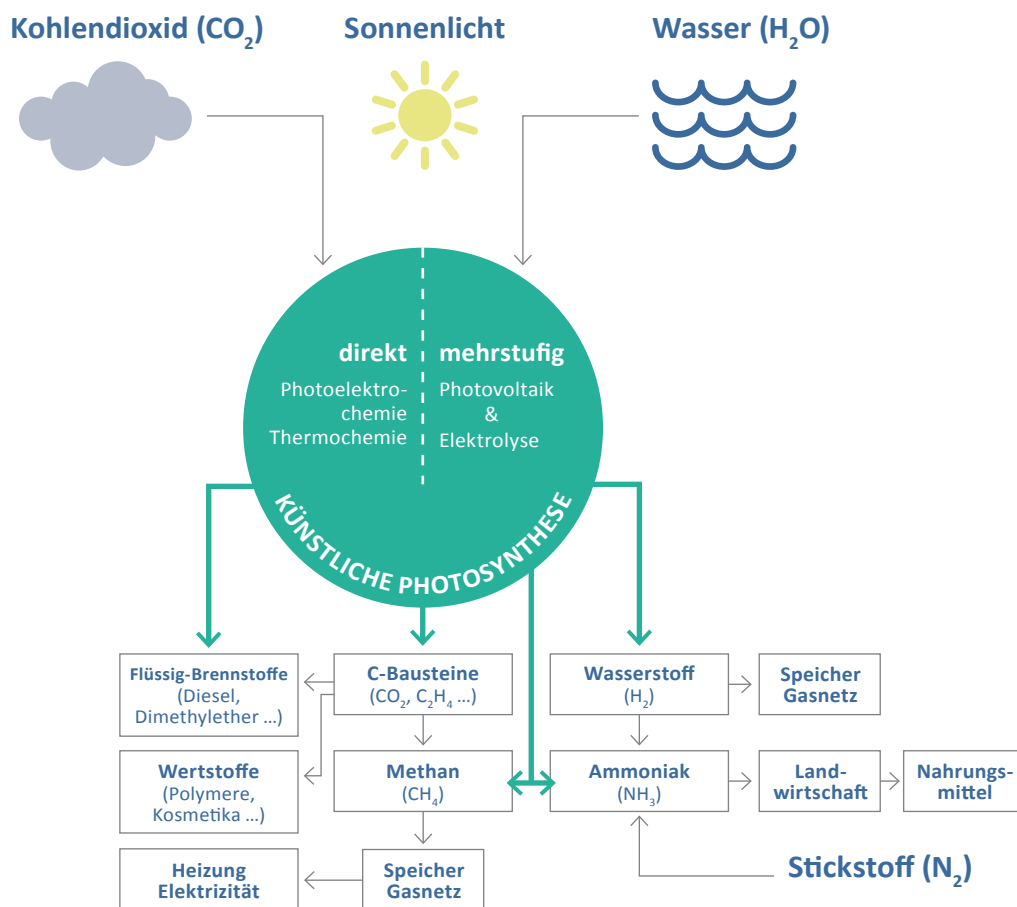 Kohlendioxid (CO₂)
Sonnenlicht
Wasser (H₂O)
direkt
Photoelektro-
chemie
Thermochemie
mehrstufig
Photovoltaik
&
Elektrolyse
KÜNSTLICHE PHOTOSYNTHESE
Flüssig-Brennstoffe
(Diesel,
Dimethylether ...)
C-Bausteine
(CO₂, C₂H₄ ...)
Wasserstoff
(H₂)
Speicher
Gasnetz
Wertstoffe
(Polymere,
Kosmetika ...)
Methan
(CH₄)
Ammoniak
(NH₃)
Land-
wirtschaft
Nahrungs-
mittel
Heizung
Elektrizität
Speicher
Gasnetz
Stickstoff (N₂)